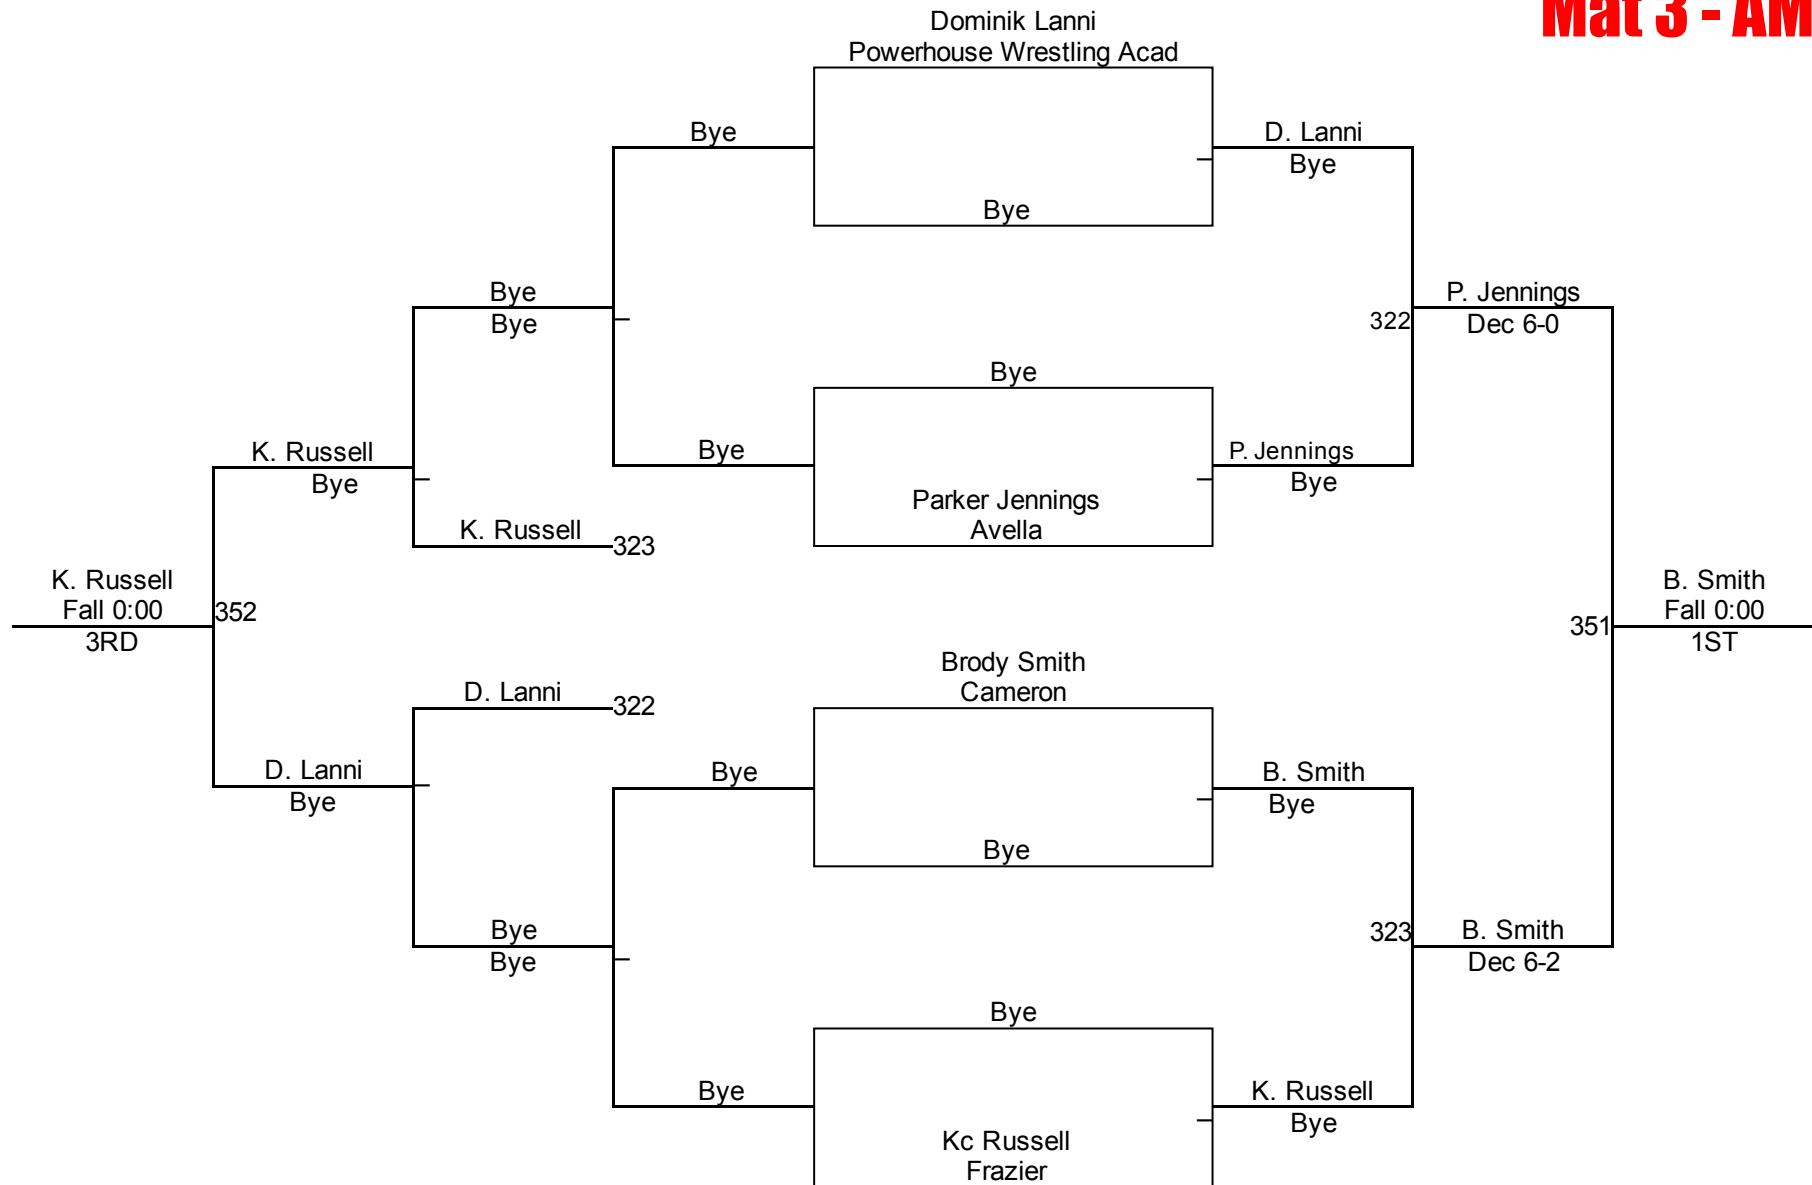 Mat 3 - AM
Dominik Lanni
Powerhouse Wrestling Acad
Bye
D. Lanni
Bye
Bye
Bye
Bye
P. Jennings
322
Dec 6-0
Bye
K. Russell
Bye
Bye
P. Jennings
Bye
Parker Jennings
Avella
K. Russell
323
K. Russell
Fall 0:00
3RD
352
B. Smith
Fall 0:00
1ST
351
Brody Smith
Cameron
D. Lanni
322
D. Lanni
Bye
Bye
B. Smith
Bye
Bye
Bye
Bye
323
B. Smith
Dec 6-2
Bye
Bye
K. Russell
Bye
Kc Russell
Frazier